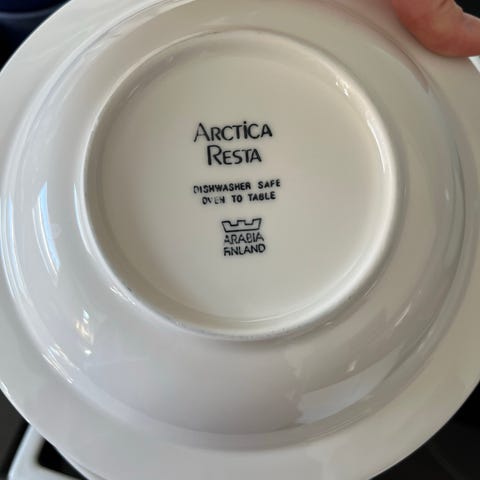 ARCTICA
RESTA
DISHWASHER SAFE
OVEN TO TABLE
ARABIA
FINLAND